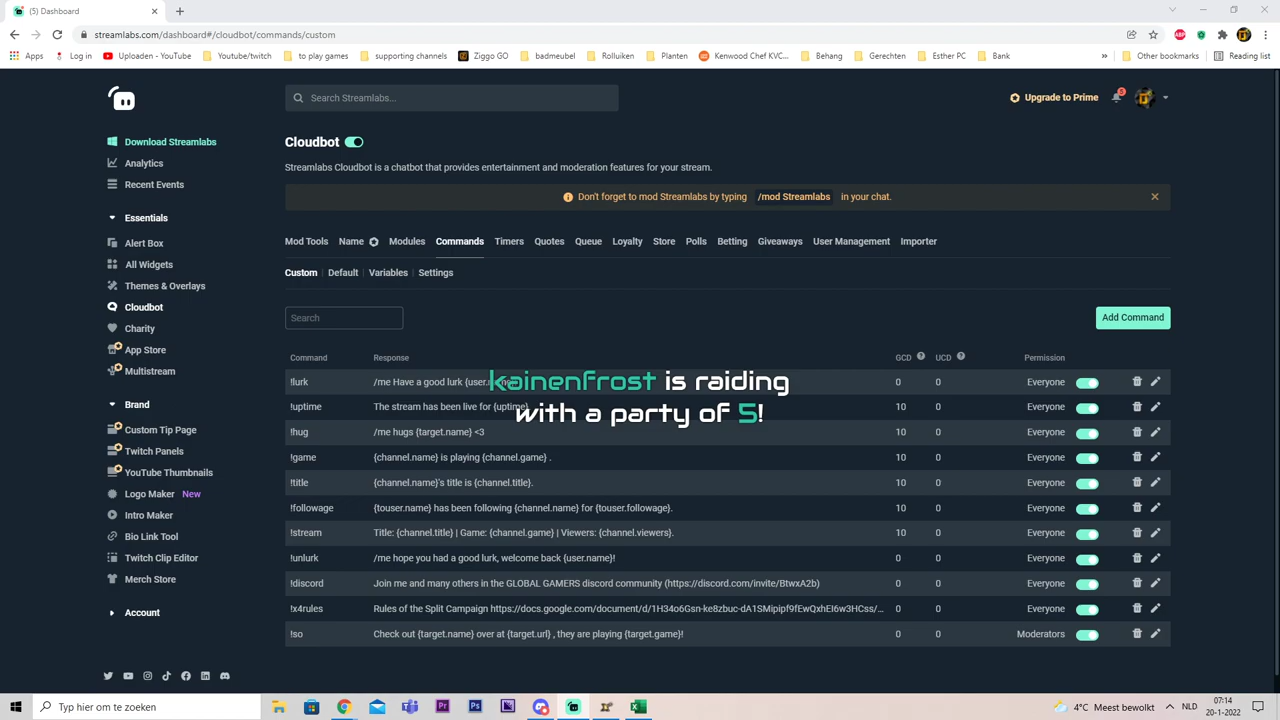 (5) Dashboard
streamlabs.com/dashboard#/cloudbot/commands/custom
Apps Log in Uploaden - YouTube Youtube/twitch to play games supporting channels Ziggo GO badmeubel Rolluiken Planten Kenwood Chef KVC... Behang Gerechten Esther PC Bank » Other bookmarks Reading list
Search Streamlabs...
Upgrade to Prime
Download Streamlabs
Analytics
Recent Events
Essentials
Alert Box
All Widgets
Themes & Overlays
Cloudbot
Charity
App Store
Multistream
Brand
Custom Tip Page
Twitch Panels
YouTube Thumbnails
Logo Maker New
Intro Maker
Bio Link Tool
Twitch Clip Editor
Merch Store
Account
Cloudbot
Streamlabs Cloudbot is a chatbot that provides entertainment and moderation features for your stream.
Don't forget to mod Streamlabs by typing /mod Streamlabs in your chat.
Mod Tools Name Modules Commands Timers Quotes Queue Loyalty Store Polls Betting Giveaways User Management Importer
Custom Default Variables Settings
Search
Add Command
Command Response GCD UCD Permission
!lurk /me Have a good lurk 0 0 Everyone
!uptime The stream has been live for {uptime} 10 0 Everyone
!hug /me hugs {target.name} <3 10 0 Everyone
!game {channel.name} is playing {channel.game} . 10 0 Everyone
!title {channel.name}'s title is {channel.title}. 10 0 Everyone
!followage {touser.name} has been following {channel.name} for {touser.followage}. 10 0 Everyone
!stream Title: {channel.title} | Game: {channel.game} | Viewers: {channel.viewers}. 10 0 Everyone
!unlurk /me hope you had a good lurk, welcome back {user.name}! 0 0 Everyone
!discord Join me and many others in the GLOBAL GAMERS discord community (https://discord.com/invite/BtwxA2b) 0 0 Everyone
!x4rules Rules of the Split Campaign https://docs.google.com/document/d/1H34o6Gsn-ke8zbuc-dA1SMipipf9fEwQxhEI6w3HCss/... 0 0 Everyone
!so Check out {target.name} over at {target.url} , they are playing {target.game}! 0 0 Moderators
kainenfrost is raiding
with a party of 5!
Typ hier om te zoeken
4°C Meest bewolkt
NLD
07:14
20-1-2022